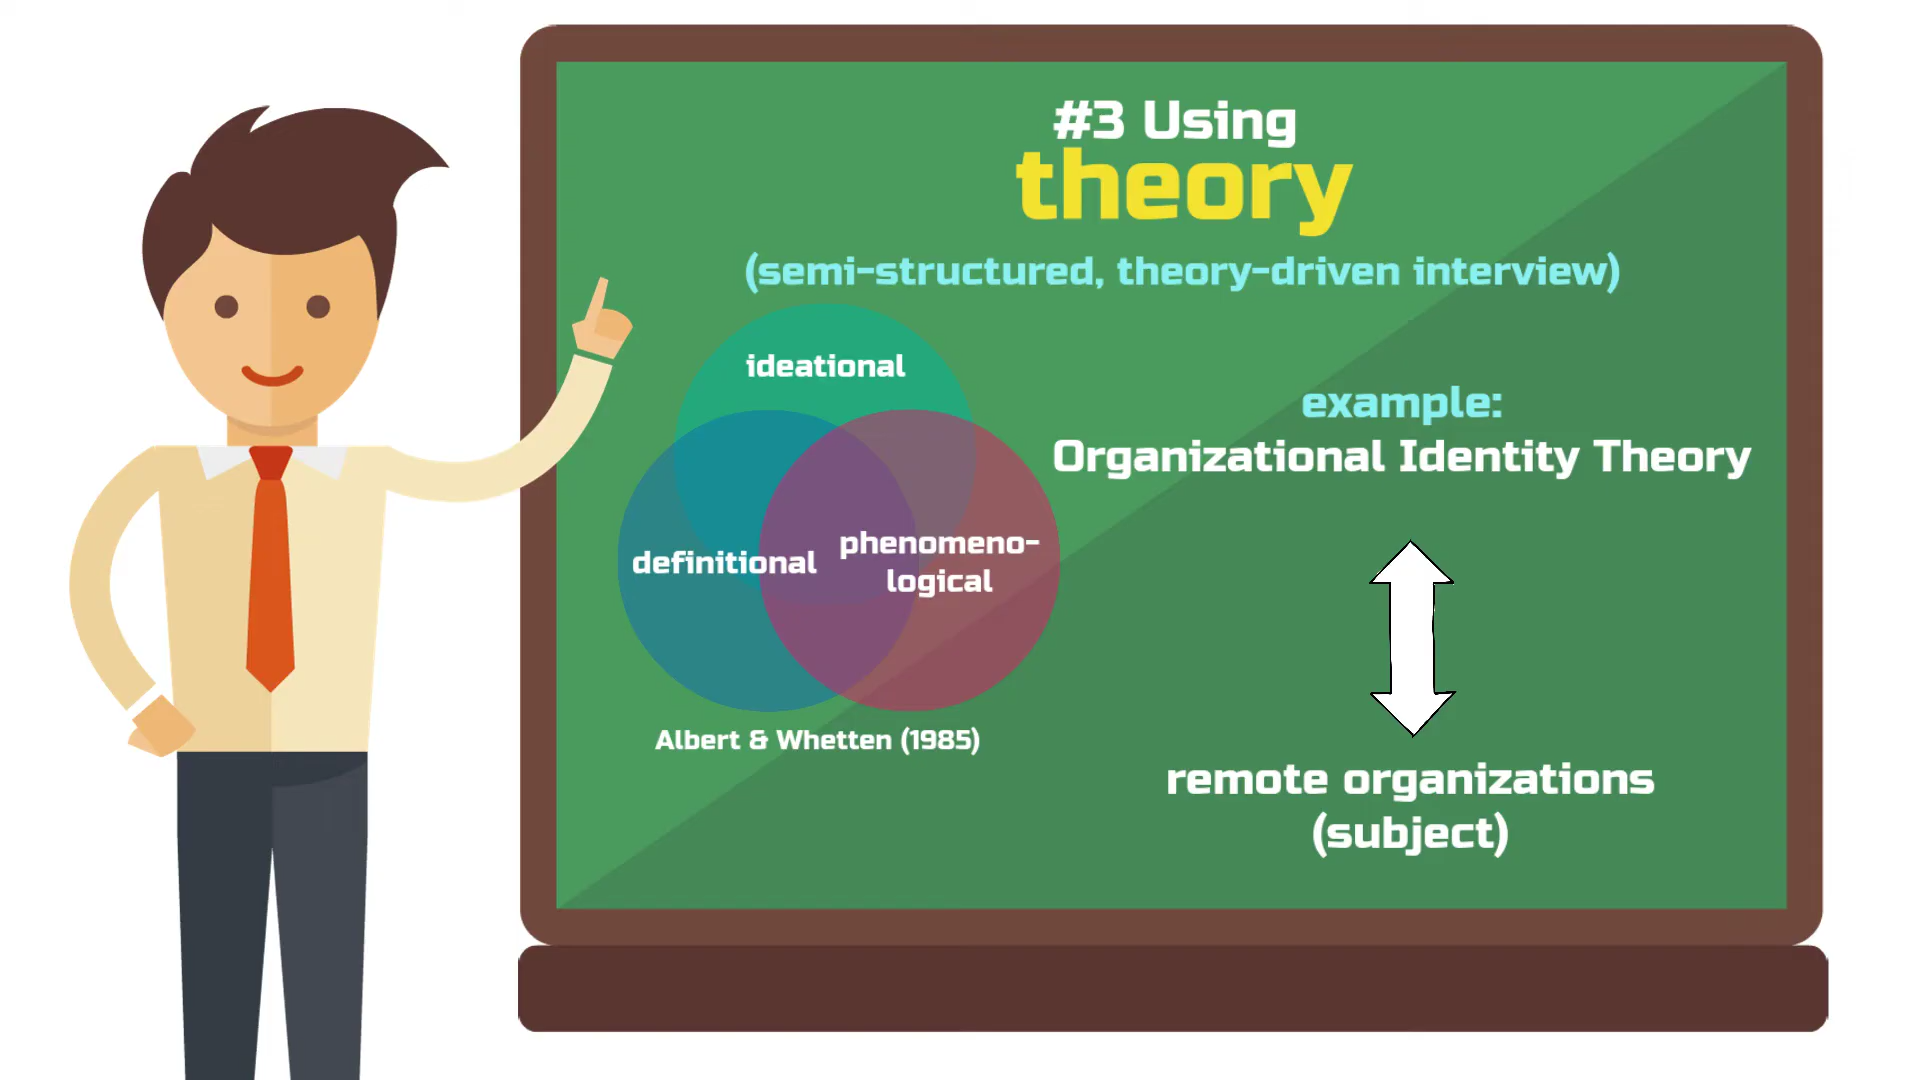 #3 Using
theory
(semi-structured, theory-driven interview)
ideational
definitional
phenomeno-
logical
Albert & Whetten (1985)
example:
Organizational Identity Theory
remote organizations
(subject)